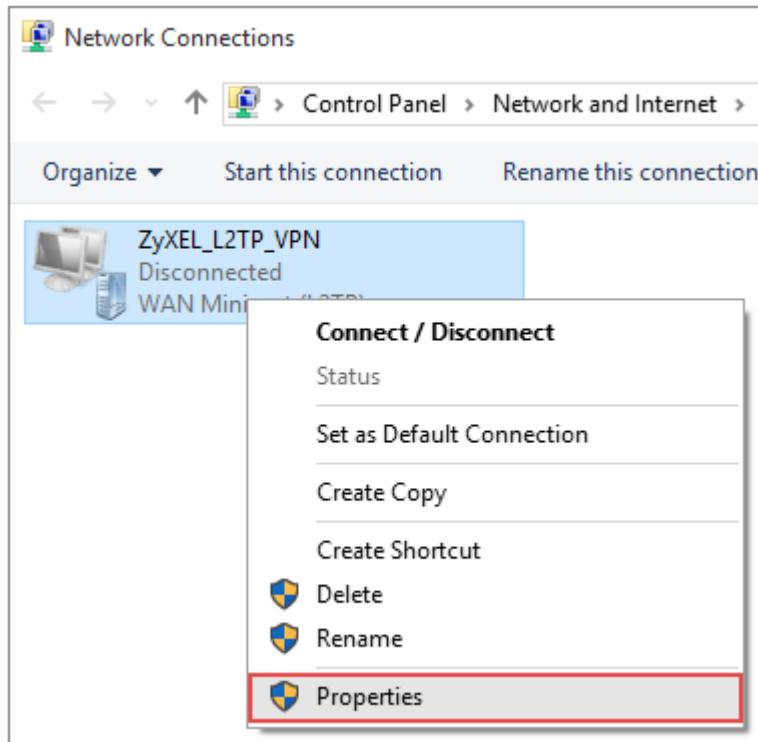 Network Connections
Control Panel > Network and Internet >
Organize Start this connection Rename this connection
ZyXEL_L2TP_VPN
Disconnected
WAN
Connect / Disconnect
Status
Set as Default Connection
Create Copy
Create Shortcut
Delete
Rename
Properties